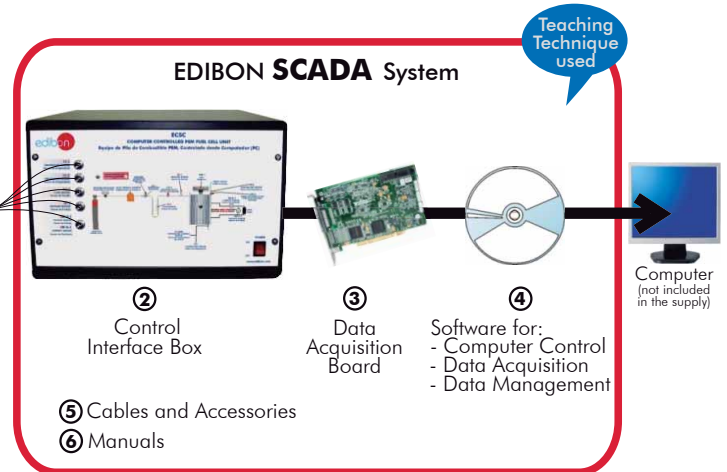 Teaching
Technique
used
EDIBON SCADA System
edibon
ECSC
COMPUTER CONTROLLED PEM FUEL CELL UNIT
Equipo de Pila de Combustible PEM, Controlado desde Computador (PC)
2
Control
Interface Box
3
Data
Acquisition
Board
4
Software for:
- Computer Control
- Data Acquisition
- Data Management
Computer
(not included
in the supply)
5 Cables and Accessories
6 Manuals